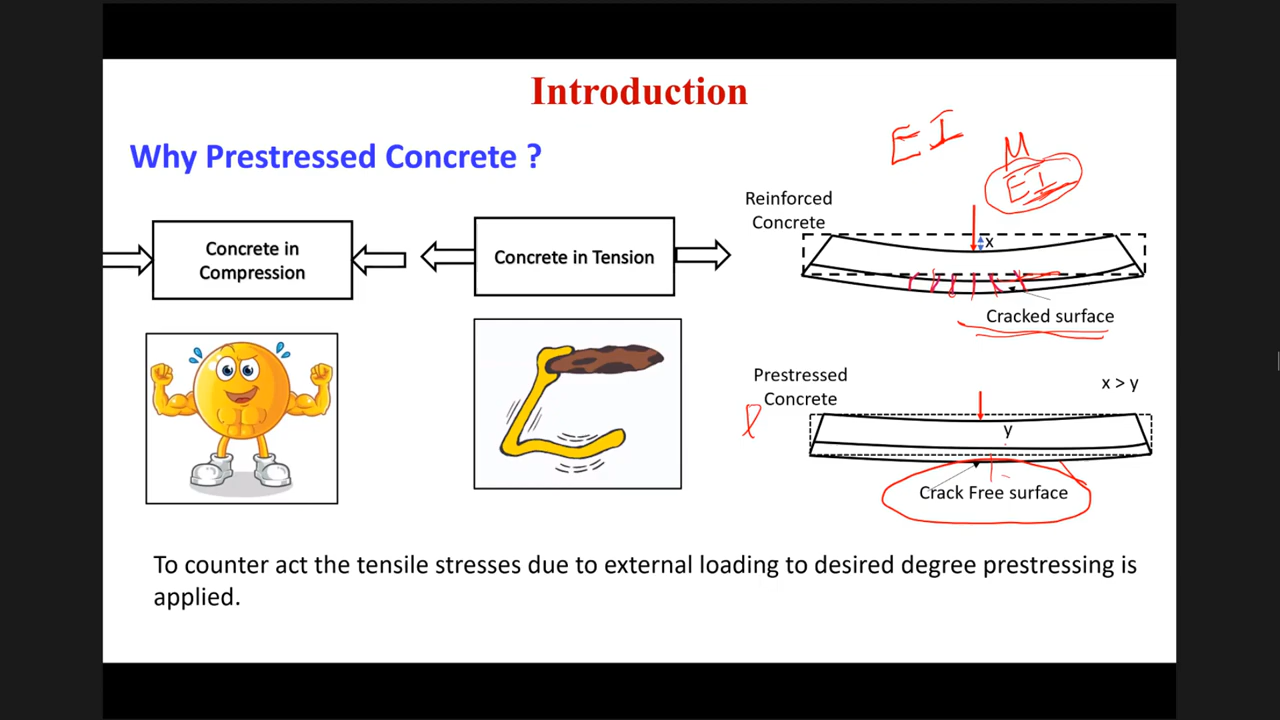 Introduction
Why Prestressed Concrete ?
EI
M
EI
Concrete in
Compression
Concrete in Tension
Reinforced
Concrete
x
Cracked surface
Prestressed
Concrete
x > y
y
Crack Free surface
To counter act the tensile stresses due to external loading to desired degree prestressing is
applied.